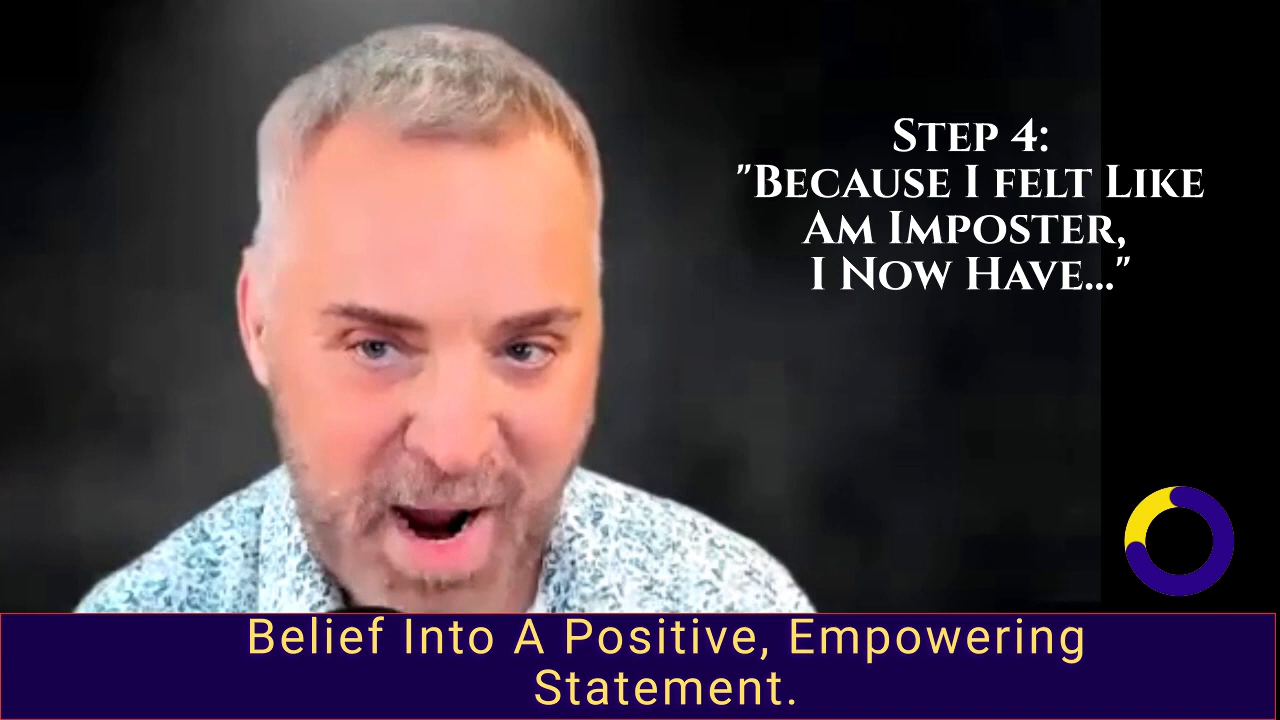 Step 4:
"Because I felt Like
Am Imposter,
I Now Have..."
Belief Into A Positive, Empowering
Statement.